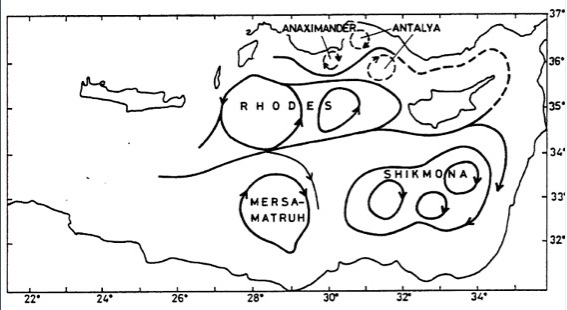 ANAXIMANDER ANTALYA
37°
36°
RHODES
35°
34°
SHIKMONA
MERSA-
MATRUH
33°
32°
22° 24° 26° 28° 30° 32° 34°